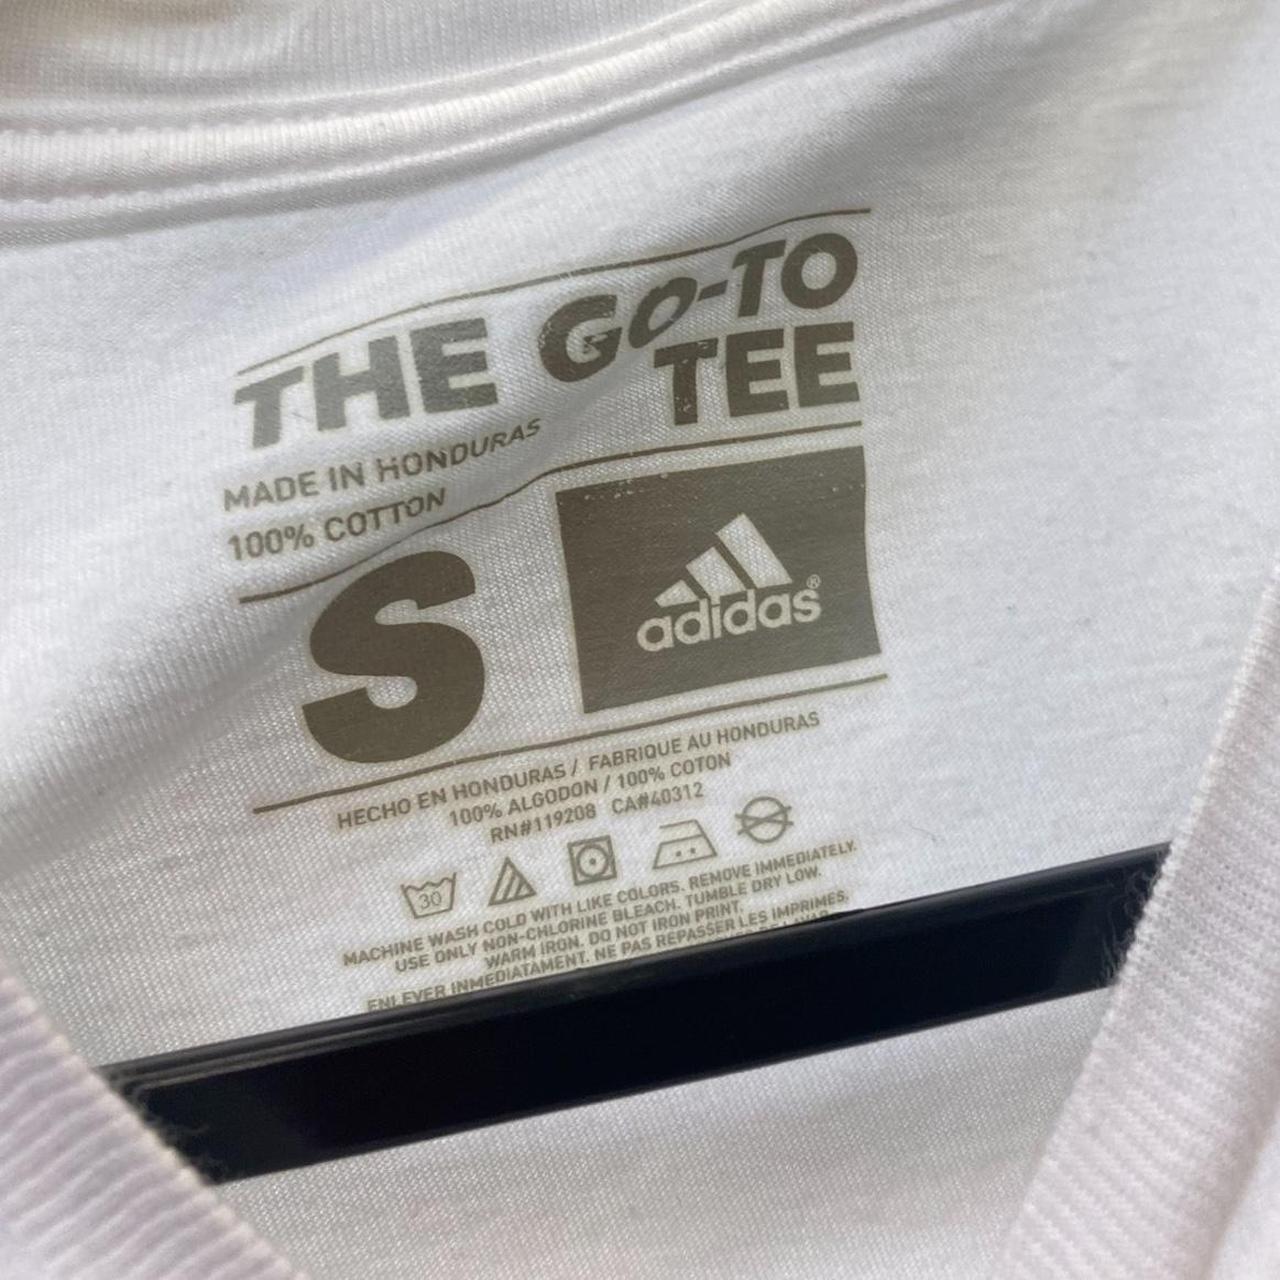 THE GO-TO
TEE
MADE IN HONDURAS
100% COTTON
S
adidas®
HECHO EN HONDURAS / FABRIQUE AU HONDURAS
100% ALGODON / 100% COTON
RN#119208 CA#40312
30
MACHINE WASH COLD WITH LIKE COLORS. REMOVE IMMEDIATELY.
USE ONLY NON-CHLORINE BLEACH. TUMBLE DRY LOW.
WARM IRON. DO NOT IRON PRINT.
ENLEVER INMEDIATAMENT. NE PAS REPASSER LES IMPRIMES,